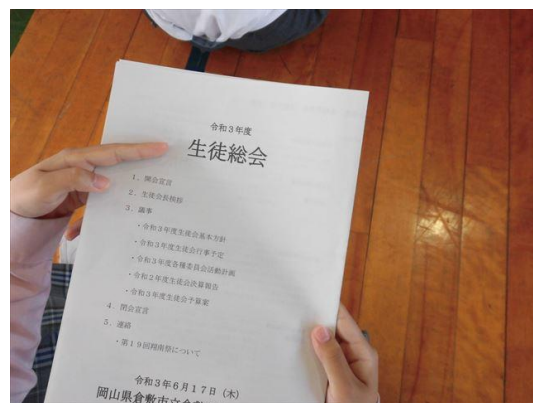 令和3年度
生徒総会
1. 開会宣言
2. 生徒会長挨拶
3. 議事
・令和3年度生徒会基本方針
・令和3年度生徒会行事予定
・令和3年度各種委員会活動計画
・令和2年度生徒会決算報告
・令和3年度生徒会予算案
4. 閉会宣言
5. 連絡
・第19回翔南祭について
令和3年6月17日(木)
岡山県倉敷市立